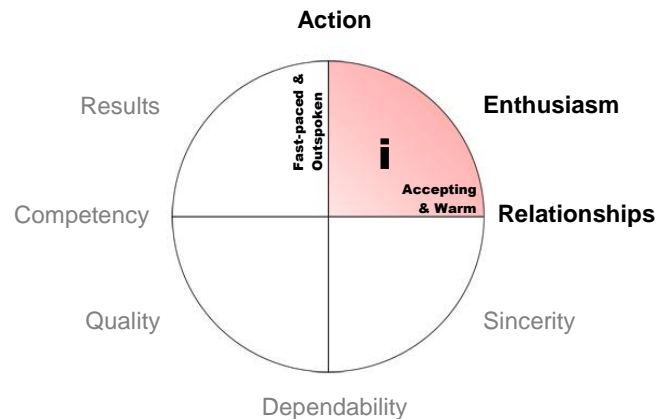 Action
Results
Enthusiasm
Fast-paced &
Outspoken
i
Accepting
& Warm
Competency
Relationships
Quality
Sincerity
Dependability